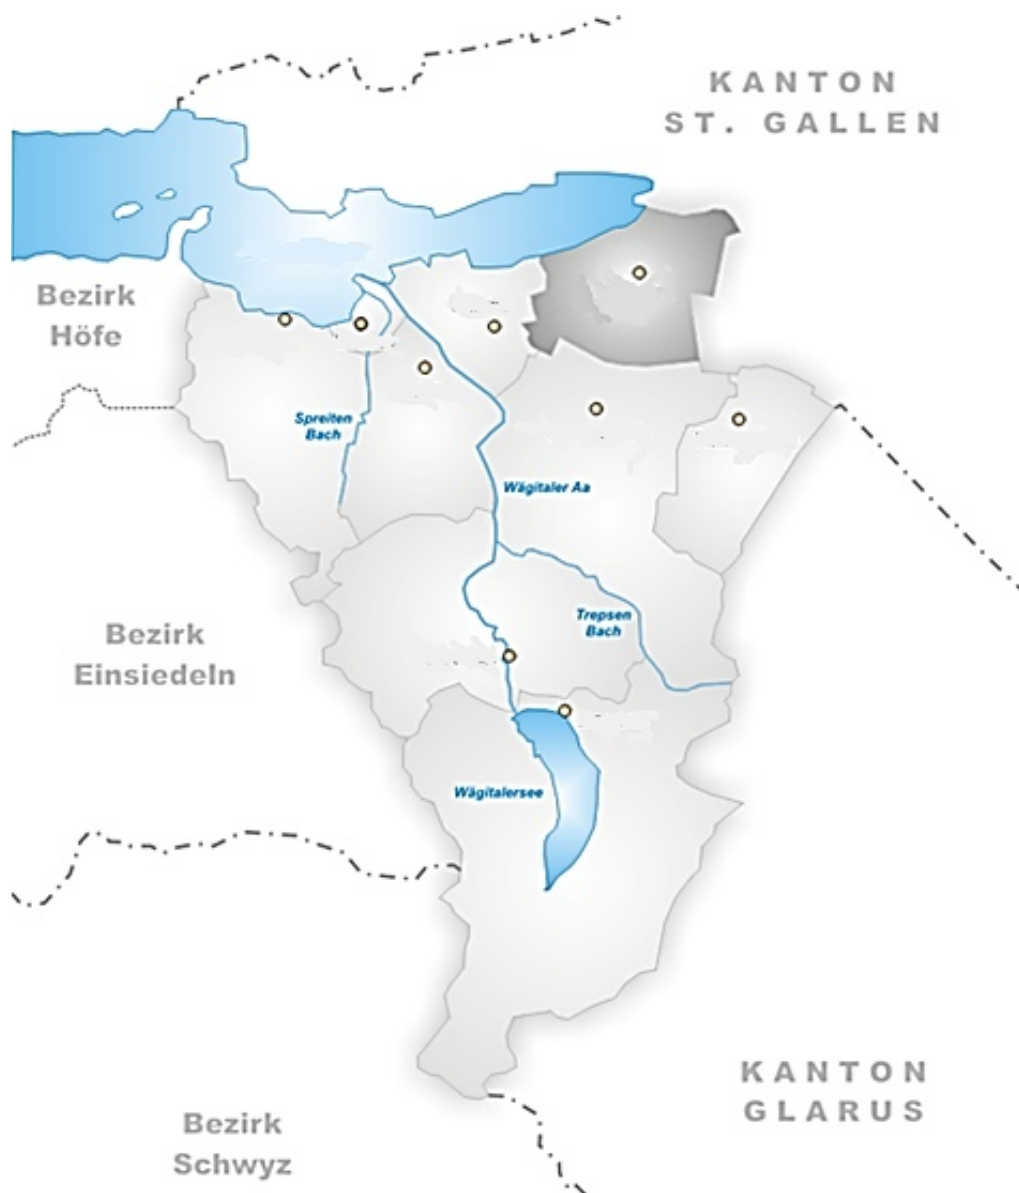 KANTON
ST. GALLEN
Bezirk
Höfe
Spreiten
Bach
Wägitaler Aa
Trepsen
Bach
Bezirk
Einsiedeln
Wägitalersee
KANTON
GLARUS
Bezirk
Schwyz